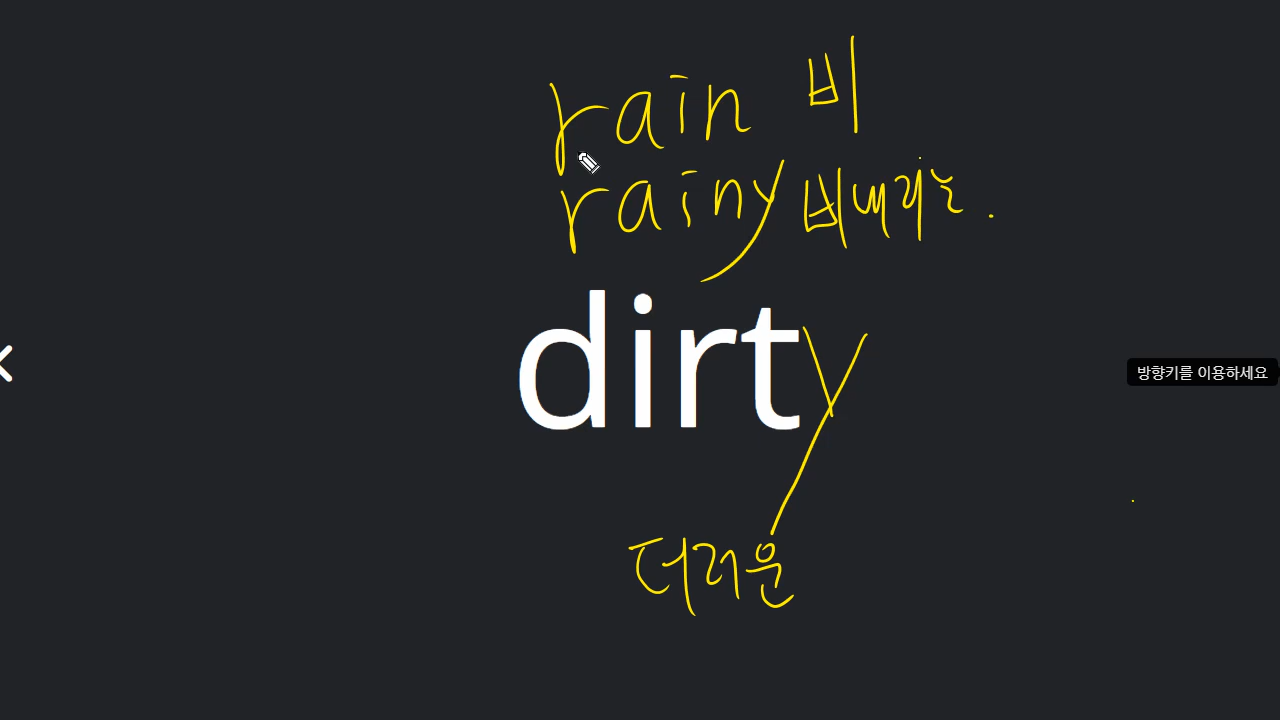 rain 비
rainy 비내리는.
dirty
방향키를 이용하세요
더러운